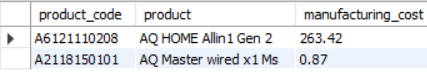 product_code product manufacturing_cost
A6121110208 AQ HOME Allin1 Gen 2 263.42
A2118150101 AQ Master wired x1 Ms 0.87